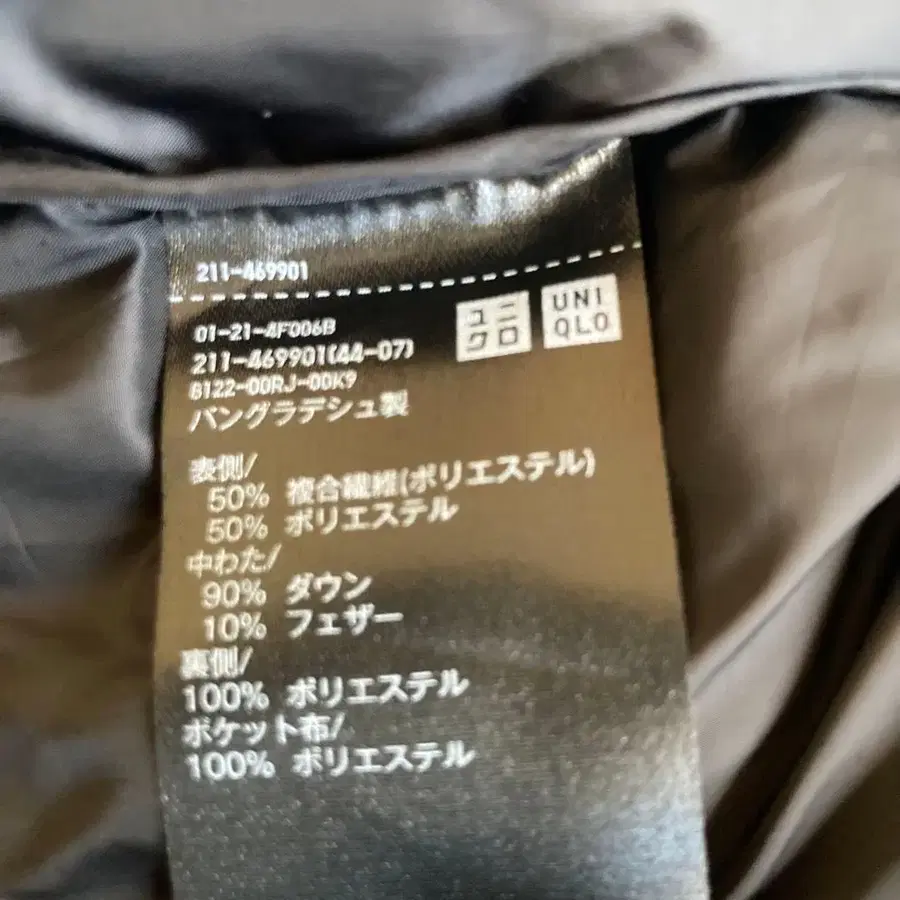 211-469901
01-21-4F006B
211-469901(44-07)
8122-00RJ-00K9
バングラデシュ製
ユニ
クロ
UNI
QLO
表側/
50% 複合繊維(ポリエステル)
50% ポリエステル
中わた/
90% ダウン
10% フェザー
裏側/
100% ポリエステル
ポケット布/
100% ポリエステル